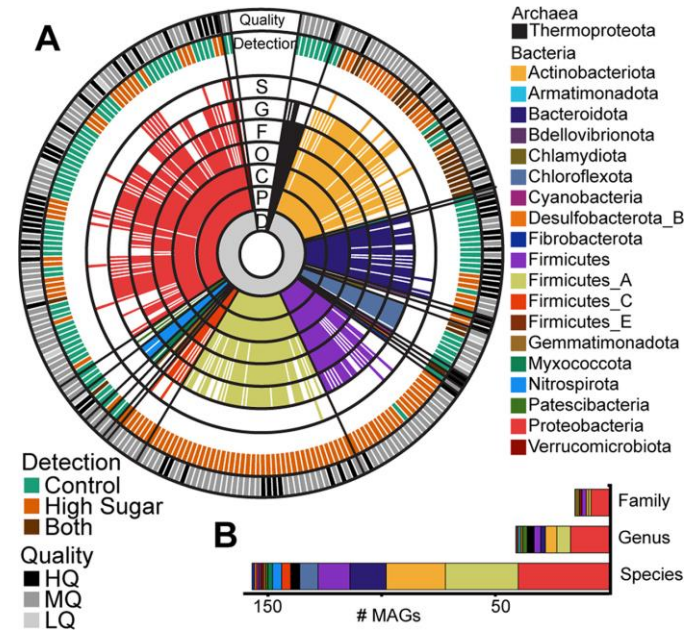 A
Quality
Detection
S
G
F
O
C
P
D
Archaea
Thermoproteota
Bacteria
Actinobacteriota
Armatimonadota
Bacteroidota
Bdellovibrionota
Chlamydiota
Chloroflexota
Cyanobacteria
Desulfobacterota_B
Fibrobacterota
Firmicutes
Firmicutes_A
Firmicutes_C
Firmicutes_E
Gemmatimonadota
Myxococcota
Nitrospirota
Patescibacteria
Proteobacteria
Verrucomicrobiota
Detection
Control
High Sugar
Both
Quality
HQ
MQ
LQ
B
Family
Genus
Species
150
# MAGs
50